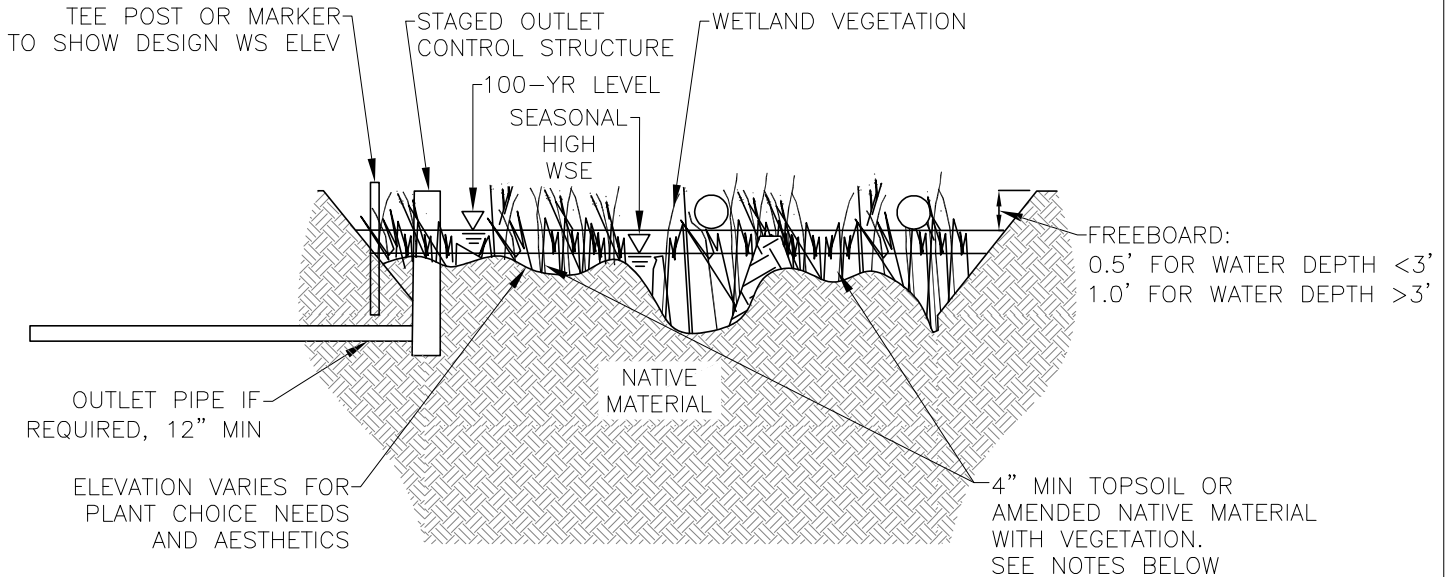 TEE POST OR MARKER
TO SHOW DESIGN WS ELEV
STAGED OUTLET
CONTROL STRUCTURE
WETLAND VEGETATION
100-YR LEVEL
SEASONAL
HIGH
WSE
FREEBOARD:
0.5' FOR WATER DEPTH <3'
1.0' FOR WATER DEPTH >3'
NATIVE
MATERIAL
OUTLET PIPE IF
REQUIRED, 12" MIN
ELEVATION VARIES FOR
PLANT CHOICE NEEDS
AND AESTHETICS
4" MIN TOPSOIL OR
AMENDED NATIVE MATERIAL
WITH VEGETATION.
SEE NOTES BELOW